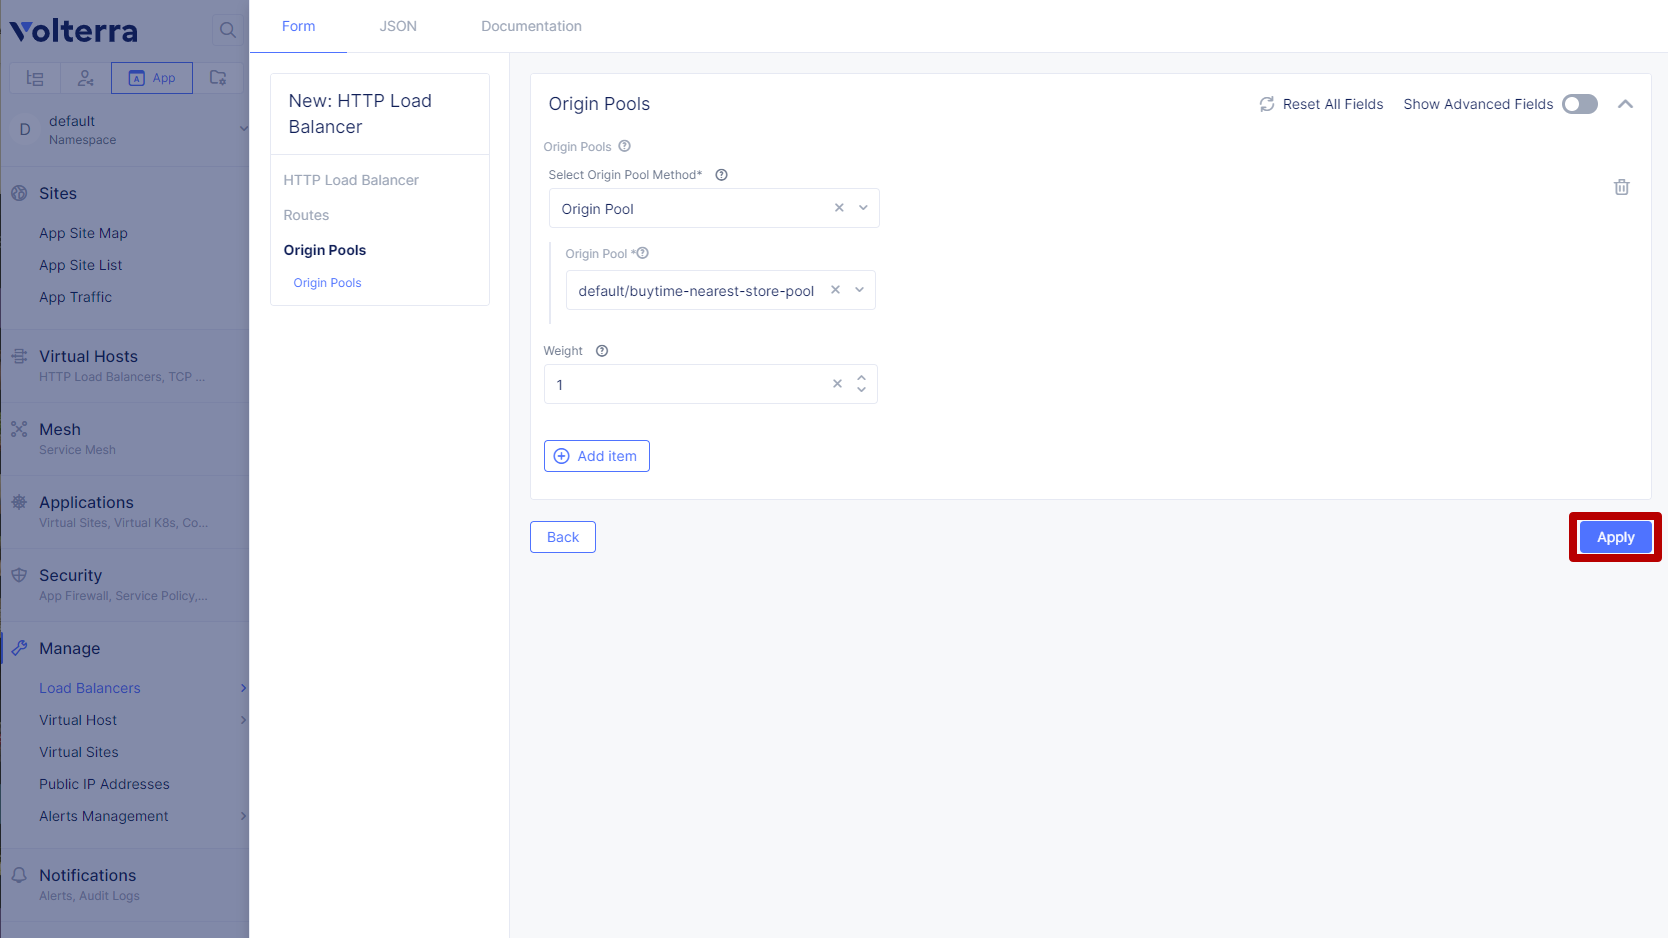 Volterra
App
D
default
Namespace
Sites
App Site Map
App Site List
App Traffic
Virtual Hosts
HTTP Load Balancers, TCP ...
Mesh
Service Mesh
Applications
Virtual Sites, Virtual K8s, Co...
Security
App Firewall, Service Policy,...
Manage
Load Balancers
Virtual Host
Virtual Sites
Public IP Addresses
Alerts Management
Notifications
Alerts, Audit Logs
Form
JSON
Documentation
New: HTTP Load
Balancer
HTTP Load Balancer
Routes
Origin Pools
Origin Pools
Origin Pools
Reset All Fields
Show Advanced Fields
Origin Pools
Select Origin Pool Method*
Origin Pool
Origin Pool *
default/buytime-nearest-store-pool
Weight
1
Add item
Back
Apply